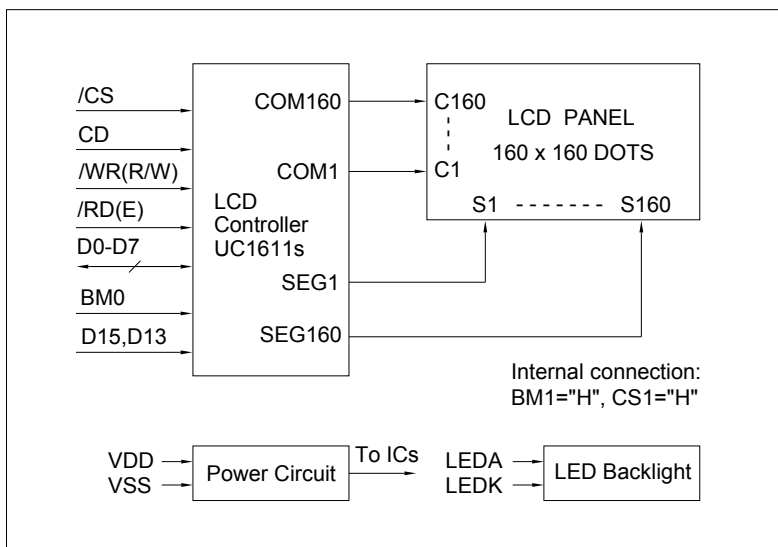 /CS
CD
/WR(R/W)
/RD(E)
D0-D7
BM0
D15,D13
COM160
COM1
LCD
Controller
UC1611s
SEG1
SEG160
C160
C1
LCD PANEL
160 x 160 DOTS
S1 ------- S160
Internal connection:
BM1="H", CS1="H"
VDD
VSS
Power Circuit
To ICs
LEDA
LEDK
LED Backlight